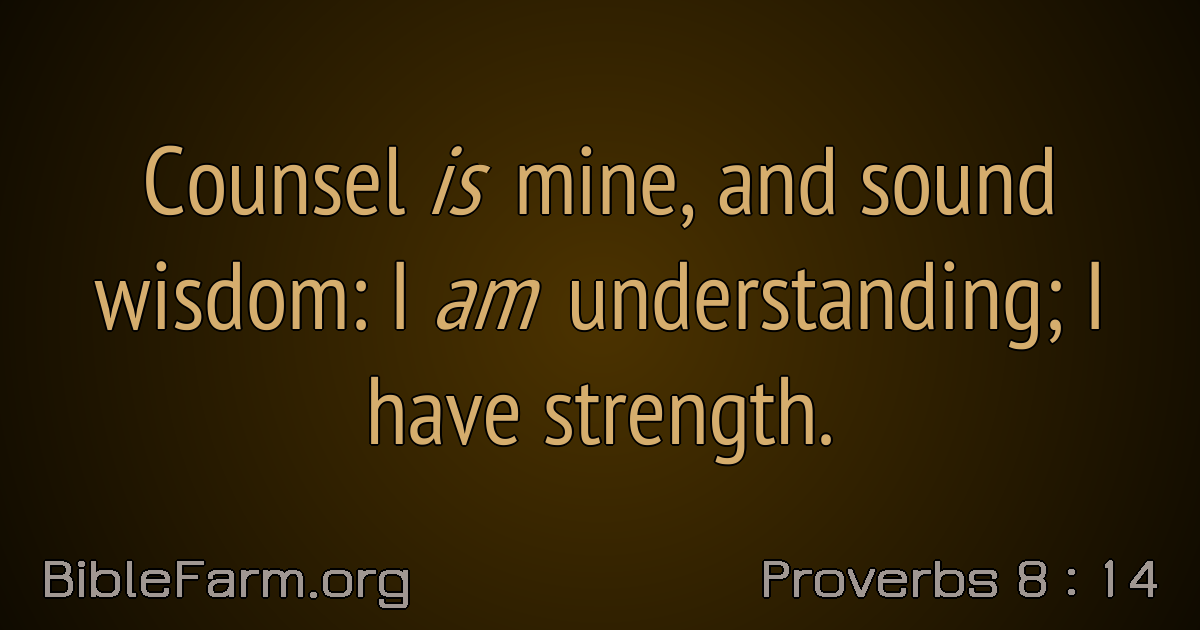 Counsel is mine, and sound
wisdom: I am understanding; I
have strength.
BibleFarm.org
Proverbs 8 : 14